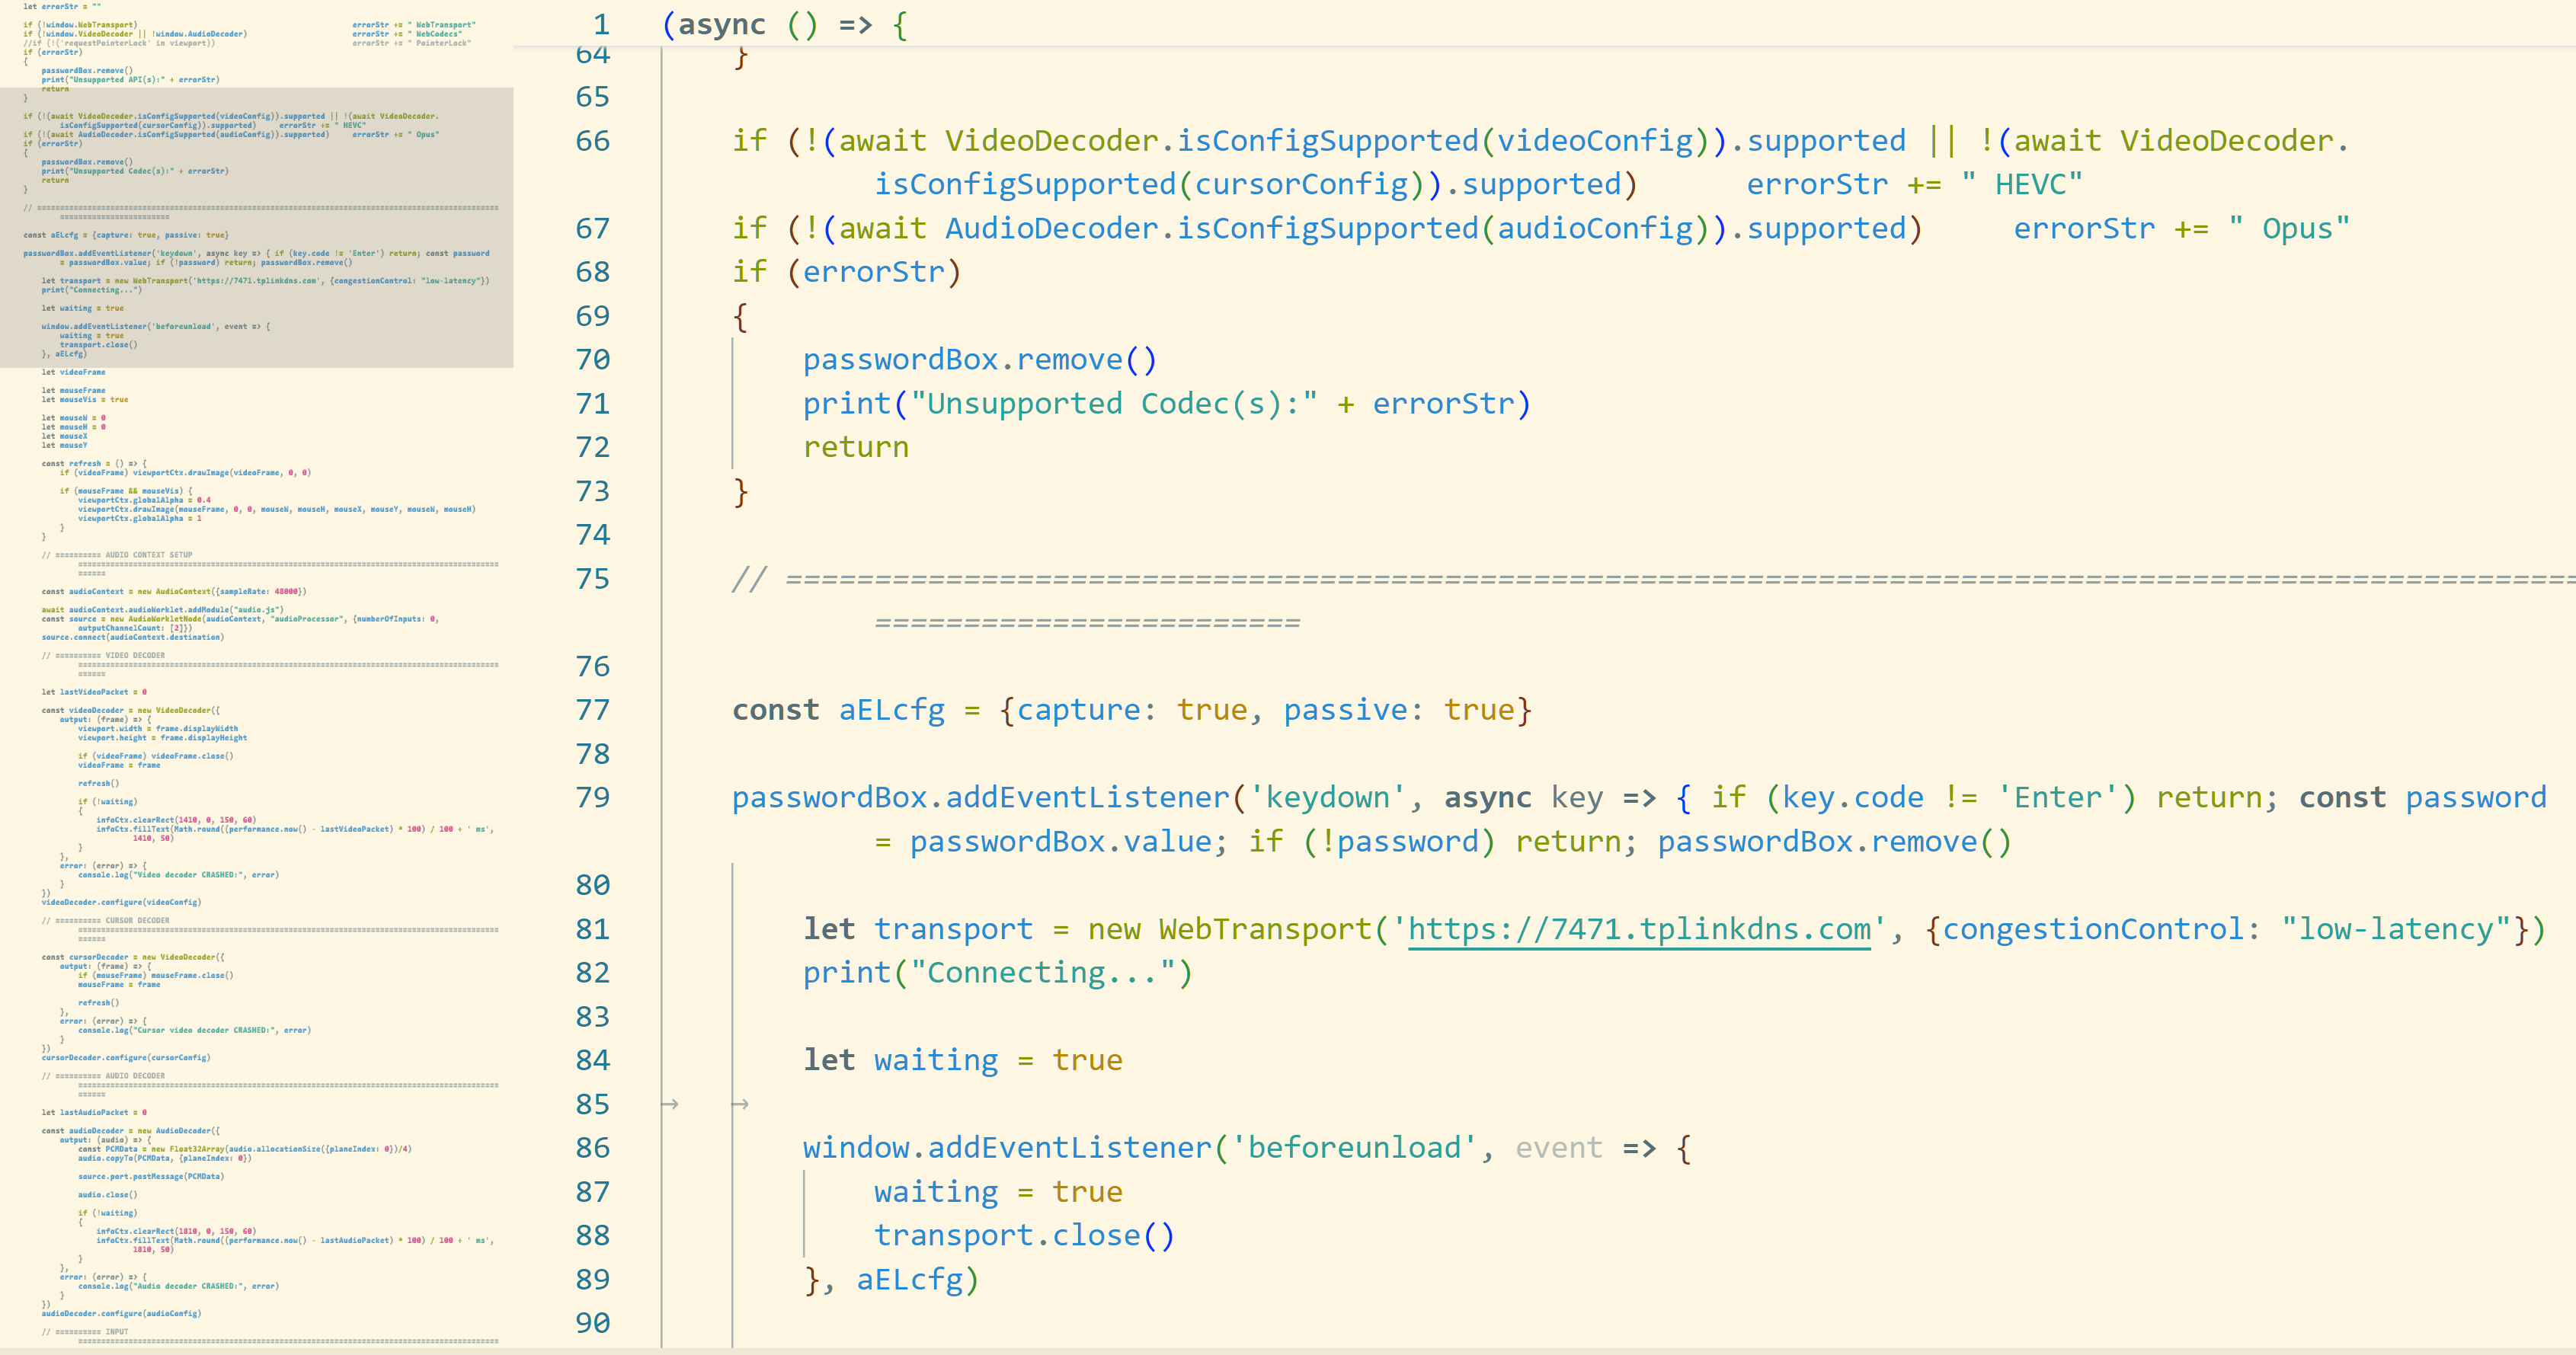 let errorStr = ""
if (!window.WebTransport) errorStr += " WebTransport"
if (!window.VideoDecoder || !window.AudioDecoder) errorStr += " WebCodecs"
//if (!('requestPointerLock' in viewport)) errorStr += " PointerLock"
if (errorStr)
{
passwordBox.remove()
print("Unsupported API(s):" + errorStr)
return
}
if (!(await VideoDecoder.isConfigSupported(videoConfig)).supported || !(await VideoDecoder.
isConfigSupported(cursorConfig)).supported) errorStr += " HEVC"
if (!(await AudioDecoder.isConfigSupported(audioConfig)).supported) errorStr += " Opus"
if (errorStr)
{
passwordBox.remove()
print("Unsupported Codec(s):" + errorStr)
return
}
// ====================================================================================================
========================
const aELcfg = {capture: true, passive: true}
passwordBox.addEventListener('keydown', async key => { if (key.code != 'Enter') return; const password
= passwordBox.value; if (!password) return; passwordBox.remove()
let transport = new WebTransport('https://7471.tplinkdns.com', {congestionControl: "low-latency"})
print("Connecting...")
let waiting = true
window.addEventListener('beforeunload', event => {
waiting = true
transport.close()
}, aELcfg)
let videoFrame
let mouseFrame
let mouseVis = true
let mouseW = 0
let mouseH = 0
let mouseX
let mouseY
const refresh = () => {
if (videoFrame) viewportCtx.drawImage(videoFrame, 0, 0)
if (mouseFrame && mouseVis) {
viewportCtx.globalAlpha = 0.4
viewportCtx.drawImage(mouseFrame, 0, 0, mouseW, mouseH, mouseX, mouseY, mouseW, mouseH)
viewportCtx.globalAlpha = 1
}
}
// ========== AUDIO CONTEXT SETUP
============================================================================================
======
const audioContext = new AudioContext({sampleRate: 48000})
await audioContext.audioWorklet.addModule("audio.js")
const source = new AudioWorkletNode(audioContext, "audioProcessor", {numberOfInputs: 0,
outputChannelCount: [2]})
source.connect(audioContext.destination)
// ========== VIDEO DECODER
============================================================================================
======
let lastVideoPacket = 0
const videoDecoder = new VideoDecoder({
output: (frame) => {
viewport.width = frame.displayWidth
viewport.height = frame.displayHeight
if (videoFrame) videoFrame.close()
videoFrame = frame
refresh()
if (!waiting)
{
infoCtx.clearRect(1410, 0, 150, 60)
infoCtx.fillText(Math.round((performance.now() - lastVideoPacket) * 100) / 100 + ' ms',
1410, 50)
}
},
error: (error) => {
console.log("Video decoder CRASHED:", error)
}
})
videoDecoder.configure(videoConfig)
// ========== CURSOR DECODER
============================================================================================
======
const cursorDecoder = new VideoDecoder({
output: (frame) => {
if (mouseFrame) mouseFrame.close()
mouseFrame = frame
refresh()
},
error: (error) => {
console.log("Cursor video decoder CRASHED:", error)
}
})
cursorDecoder.configure(cursorConfig)
// ========== AUDIO DECODER
============================================================================================
======
let lastAudioPacket = 0
const audioDecoder = new AudioDecoder({
output: (audio) => {
const PCMData = new Float32Array(audio.allocationSize({planeIndex: 0})/4)
audio.copyTo(PCMData, {planeIndex: 0})
source.port.postMessage(PCMData)
audio.close()
if (!waiting)
{
infoCtx.clearRect(1810, 0, 150, 60)
infoCtx.fillText(Math.round((performance.now() - lastAudioPacket) * 100) / 100 + ' ms',
1810, 50)
}
},
error: (error) => {
console.log("Audio decoder CRASHED:", error)
}
})
audioDecoder.configure(audioConfig)
// ========== INPUT
============================================================================================
1 (async () => {
64 }
65
66 if (!(await VideoDecoder.isConfigSupported(videoConfig)).supported || !(await VideoDecoder.
isConfigSupported(cursorConfig)).supported) errorStr += " HEVC"
67 if (!(await AudioDecoder.isConfigSupported(audioConfig)).supported) errorStr += " Opus"
68 if (errorStr)
69 {
70 passwordBox.remove()
71 print("Unsupported Codec(s):" + errorStr)
72 return
73 }
74
75 // =====================================================================================================
========================
76
77 const aELcfg = {capture: true, passive: true}
78
79 passwordBox.addEventListener('keydown', async key => { if (key.code != 'Enter') return; const password
= passwordBox.value; if (!password) return; passwordBox.remove()
80
81 let transport = new WebTransport('https://7471.tplinkdns.com', {congestionControl: "low-latency"})
82 print("Connecting...")
83
84 let waiting = true
85 → →
86 window.addEventListener('beforeunload', event => {
87 waiting = true
88 transport.close()
89 }, aELcfg)
90